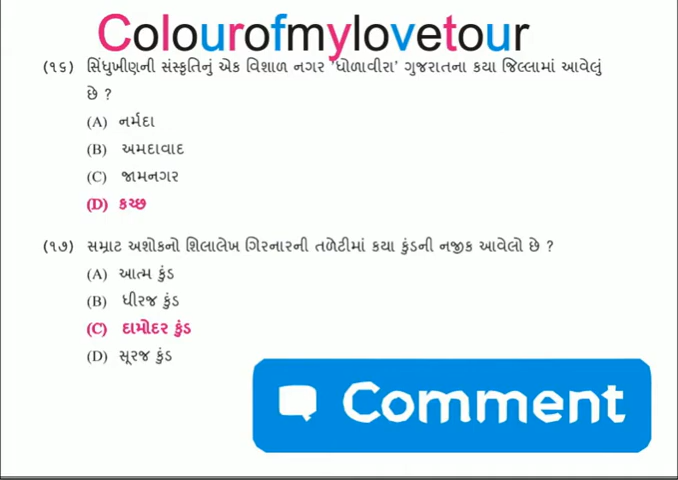 Colourofmylovetour
(૧૬) સિંધુખીણની સંસ્કૃતિનું એક વિશાળ નગર 'ધોળાવીરા' ગુજરાતના કયા જિલ્લામાં આવેલું
છે ?
(A) નર્મદા
(B) અમદાવાદ
(C) જામનગર
(D) કચ્છ
(૧૭) સમ્રાટ અશોકનો શિલાલેખ ગિરનારની તળેટીમાં કયા કુંડની નજીક આવેલો છે ?
(A) આત્મ કુંડ
(B) ધીરજ કુંડ
(C) દામોદર કુંડ
(D) સૂરજ કુંડ
Comment